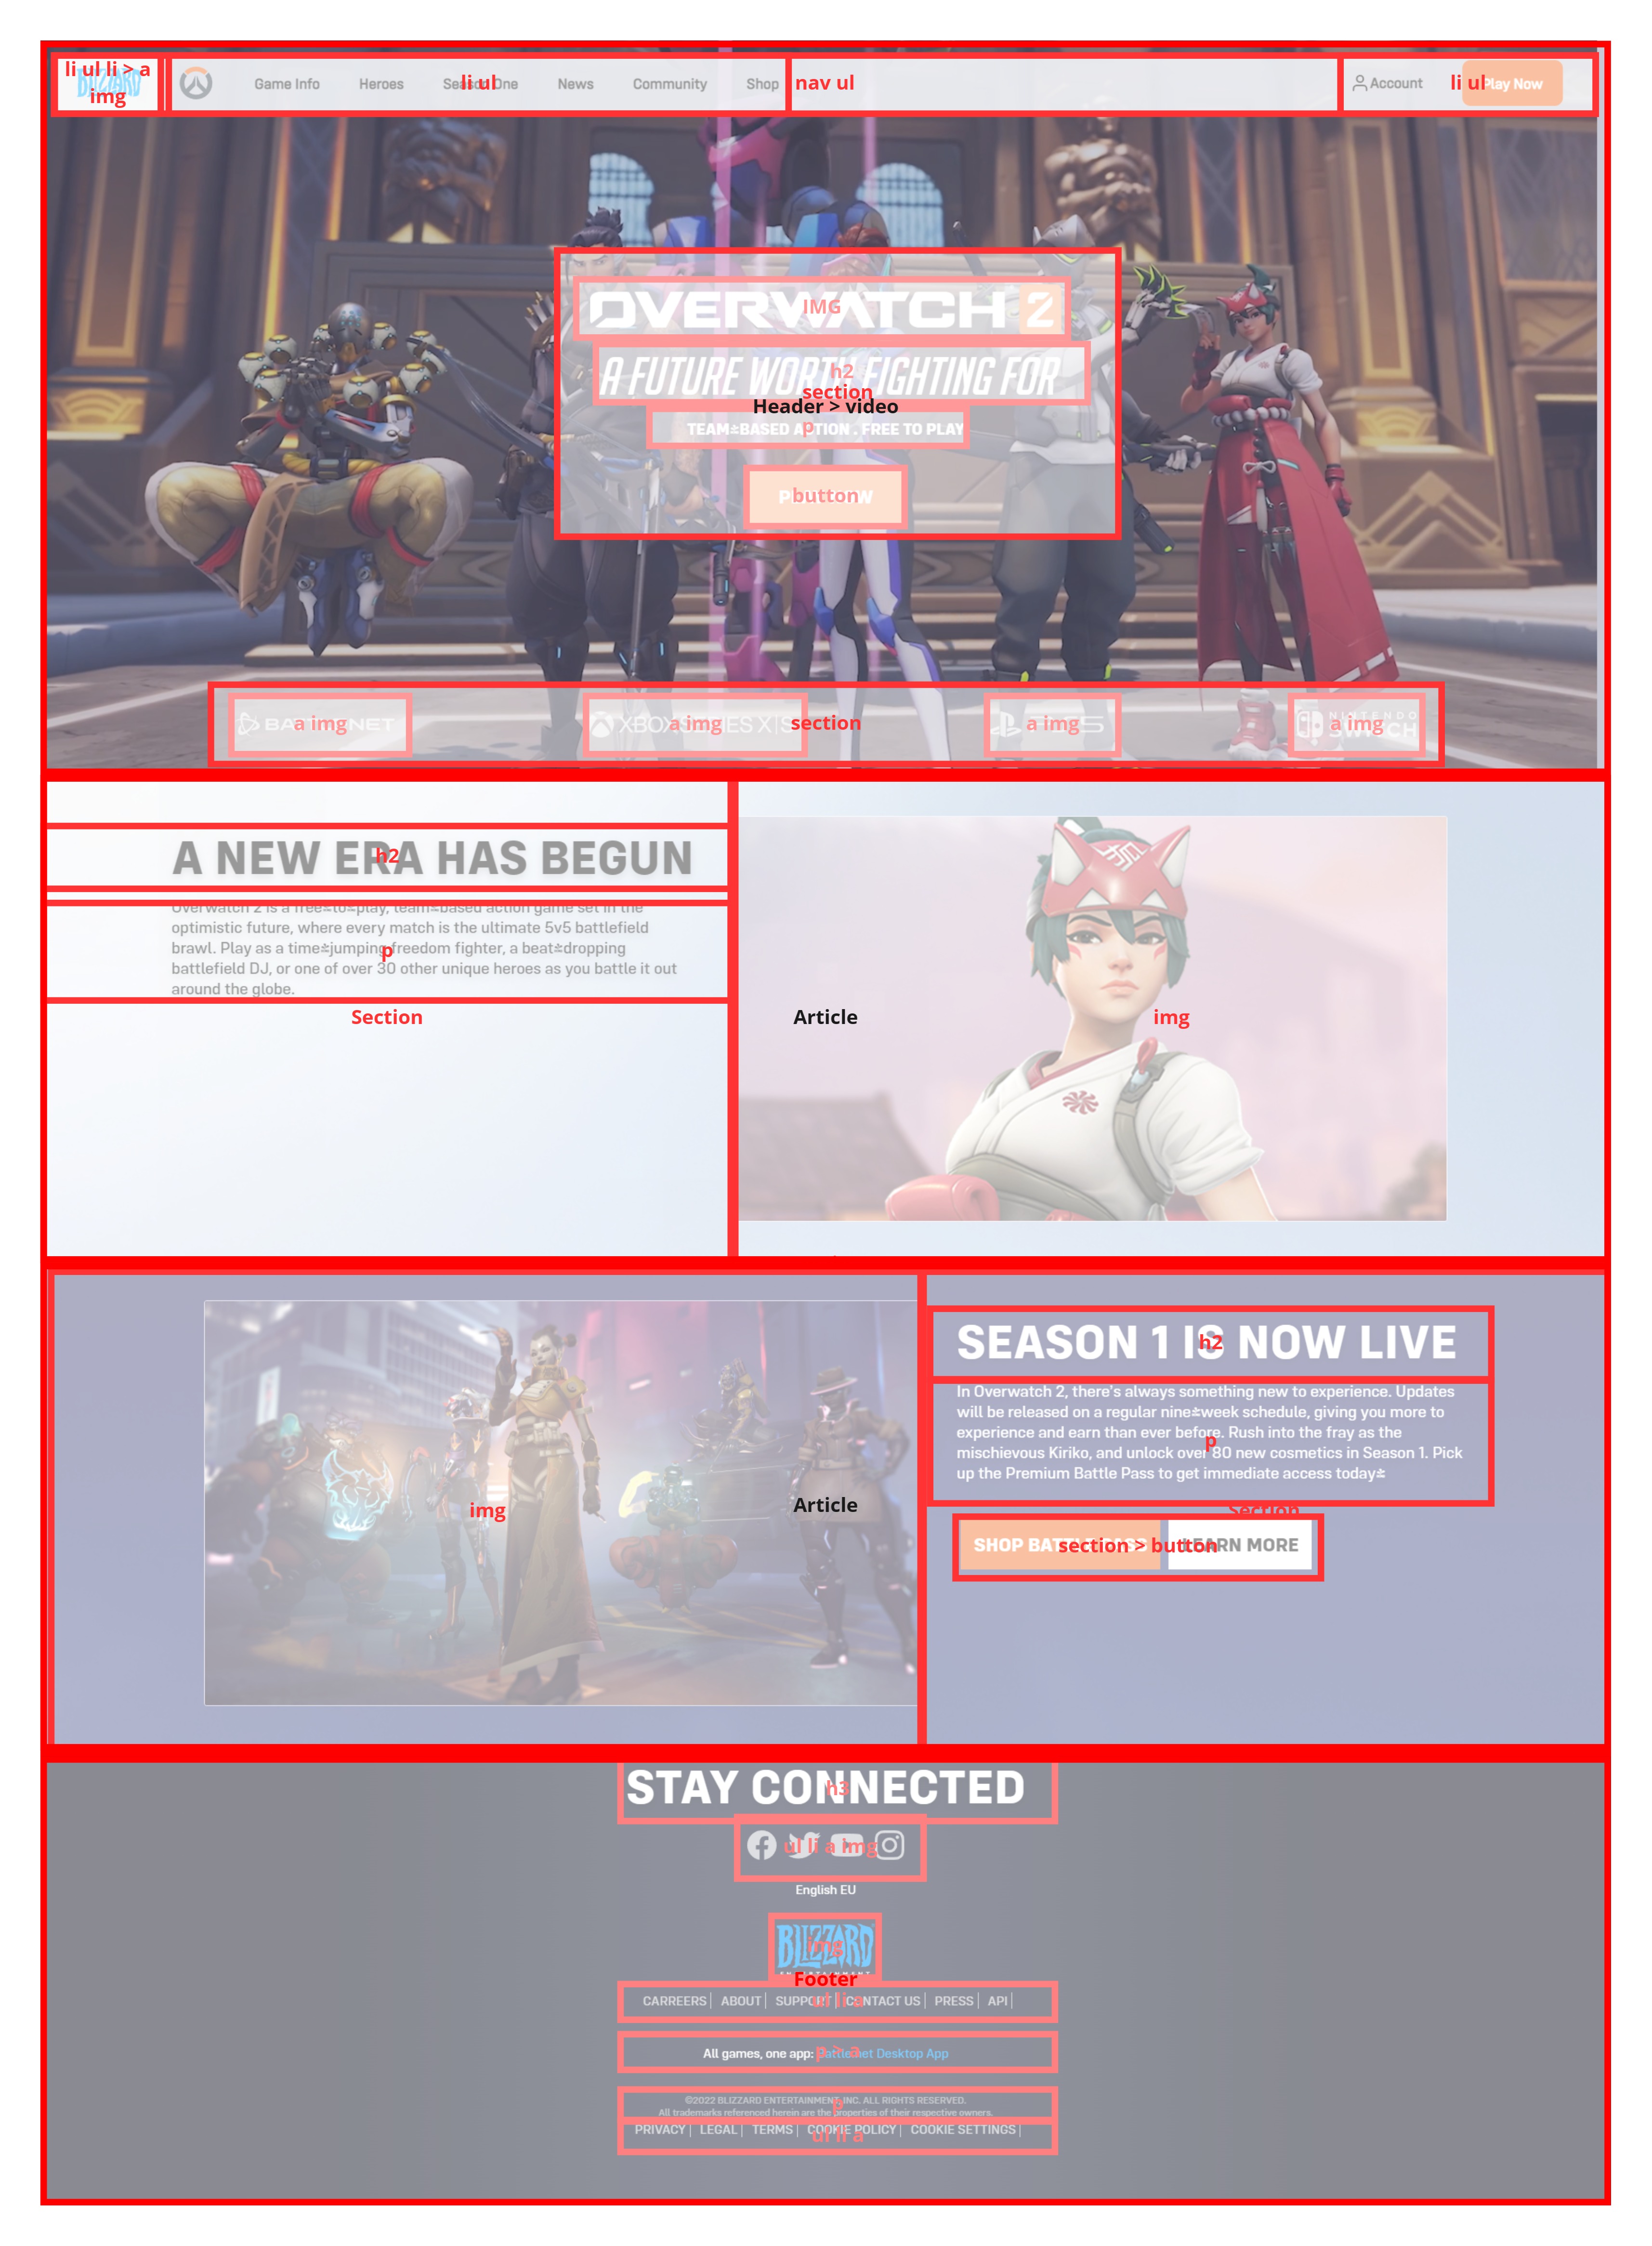 li ul li > a
img
BLIZZARD
Game Info
Heroes
Season One
li ul
News
Community
Shop
nav ul
Account
li ul
Play Now
OVERWATCH 2
IMG
A FUTURE WORTH FIGHTING FOR
h2
section
Header > video
TEAM-BASED ACTION . FREE TO PLAY
p
button
a img
XBOX SERIES X|S
a img
section
a img
NINTENDO
SWITCH
a img
A NEW ERA HAS BEGUN
h2
Overwatch 2 is a free-to-play, team-based action game set in the
optimistic future, where every match is the ultimate 5v5 battlefield
brawl. Play as a time-jumping freedom fighter, a beat-dropping
battlefield DJ, or one of over 30 other unique heroes as you battle it out
around the globe.
p
Section
Article
img
SEASON 1 IS NOW LIVE
h2
In Overwatch 2, there's always something new to experience. Updates
will be released on a regular nine-week schedule, giving you more to
experience and earn than ever before. Rush into the fray as the
mischievous Kiriko, and unlock over 80 new cosmetics in Season 1. Pick
up the Premium Battle Pass to get immediate access today
p
img
Article
Section
SHOP BATTLE PASS
section > button
LEARN MORE
STAY CONNECTED
h3
ul li a img
English EU
BLIZZARD
img
Footer
CARREERS | ABOUT | SUPPORT | CONTACT US | PRESS | API |
ul li a
All games, one app: Battle.net Desktop App
p > a
©2022 BLIZZARD ENTERTAINMENT, INC. ALL RIGHTS RESERVED.
All trademarks referenced herein are the properties of their respective owners.
p
PRIVACY | LEGAL | TERMS | COOKIE POLICY | COOKIE SETTINGS |
ul li a